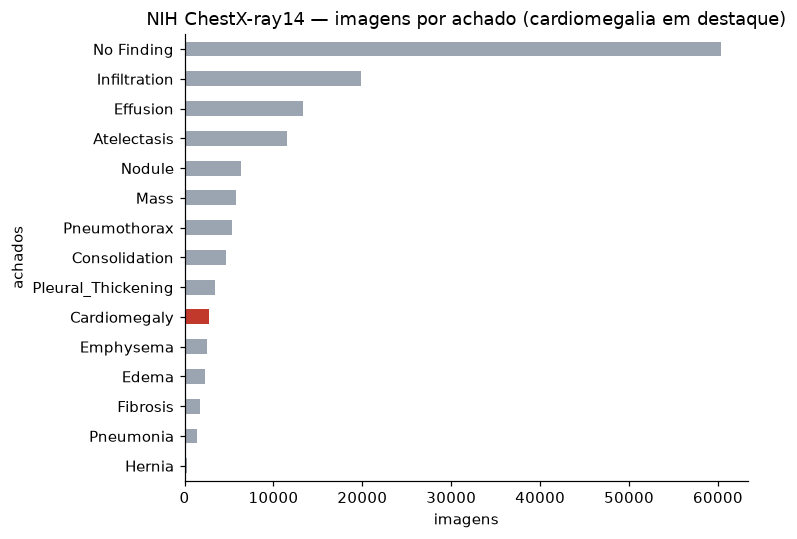 NIH ChestX-ray14 — imagens por achado (cardiomegalia em destaque)
No Finding
Infiltration
Effusion
Atelectasis
Nodule
Mass
Pneumothorax
Consolidation
Pleural_Thickening
Cardiomegaly
Emphysema
Edema
Fibrosis
Pneumonia
Hernia
achados
0 10000 20000 30000 40000 50000 60000
imagens